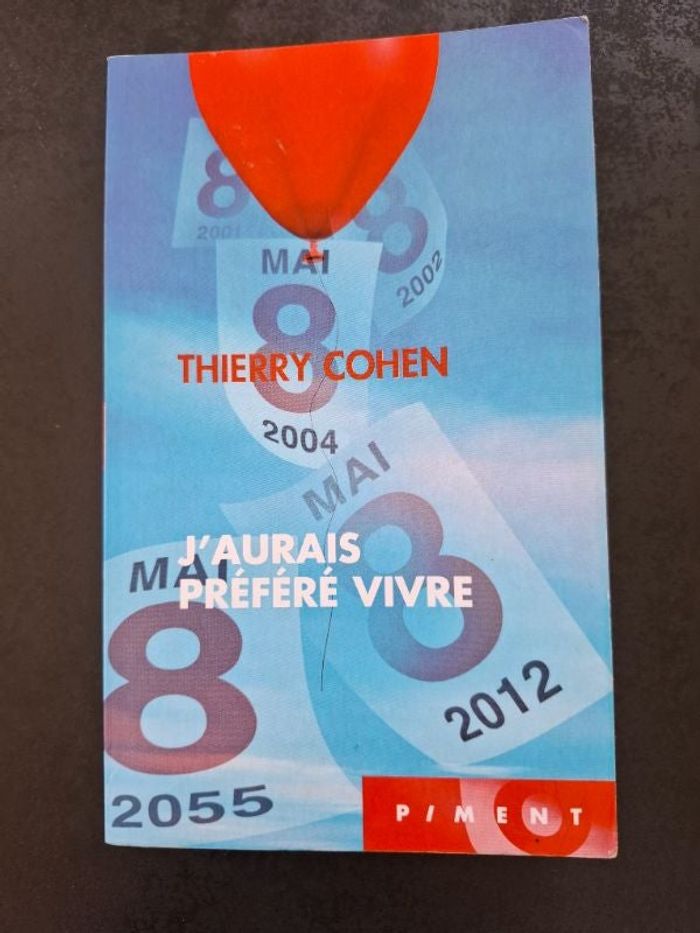 8
2001
8
2002
MAI
8
2004
THIERRY COHEN
MAI
8
2012
J'AURAIS
PRÉFÉRÉ VIVRE
MAI
8
2055
PIMENT